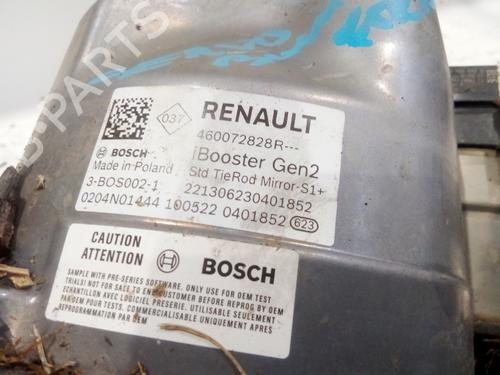 B-PARTS
037
RENAULT
460072828R---
BOSCH
iBooster Gen2
Made in Poland
Std TieRod Mirror-S1+
3-BOS002-1
221306230401852
0204N01444 100522 0401852 623
CAUTION
ATTENTION
BOSCH
SAMPLE WITH PRE-SERIES SOFTWARE. ONLY USE FOR OEM TEST
TRIALS! NOT FOR SALE TO END CUSTOMER BEFORE REPROG BY OEM
ECHANTILLON AVEC LOGICIEL PRESERIE. UTILISABLE SEULEMENT
PAR OEM POUR TESTS. COMMERCIALISABLE UNIQUEMENT APRES
REPROGRAMMATION PAR OEM